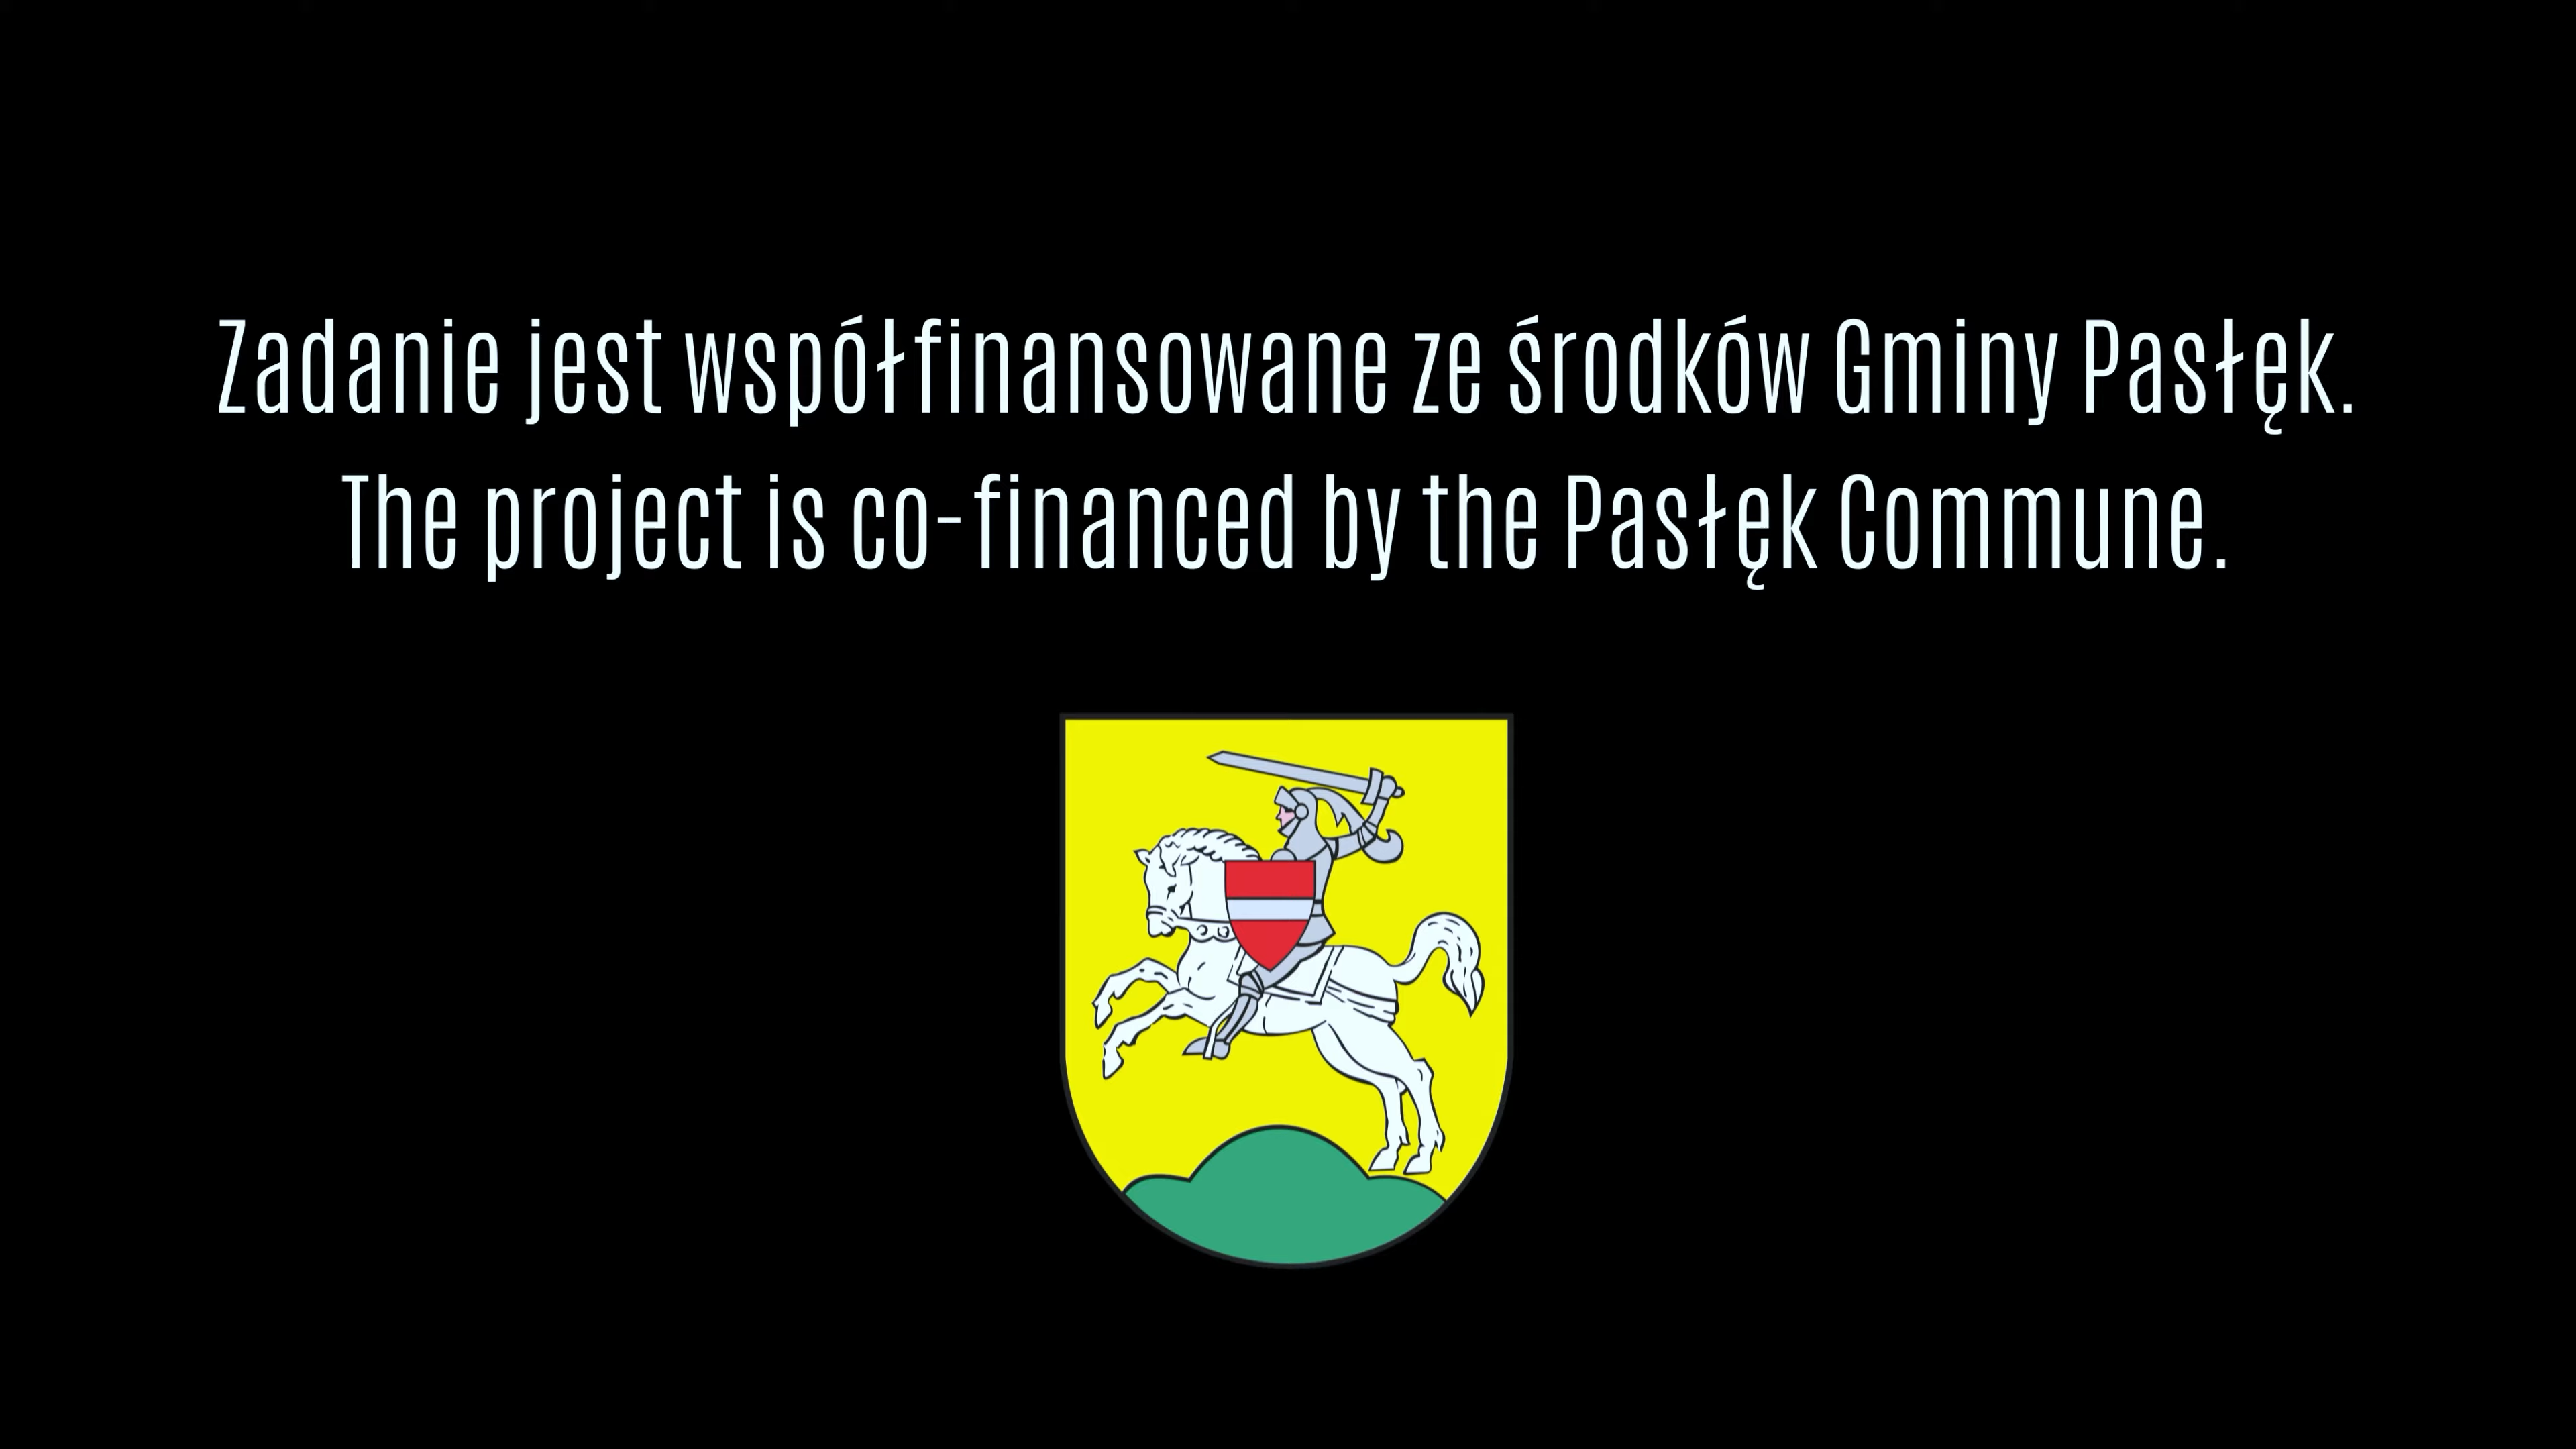 Zadanie jest współfinansowane ze środków Gminy Pasłęk.
The project is co-financed by the Pasłęk Commune.